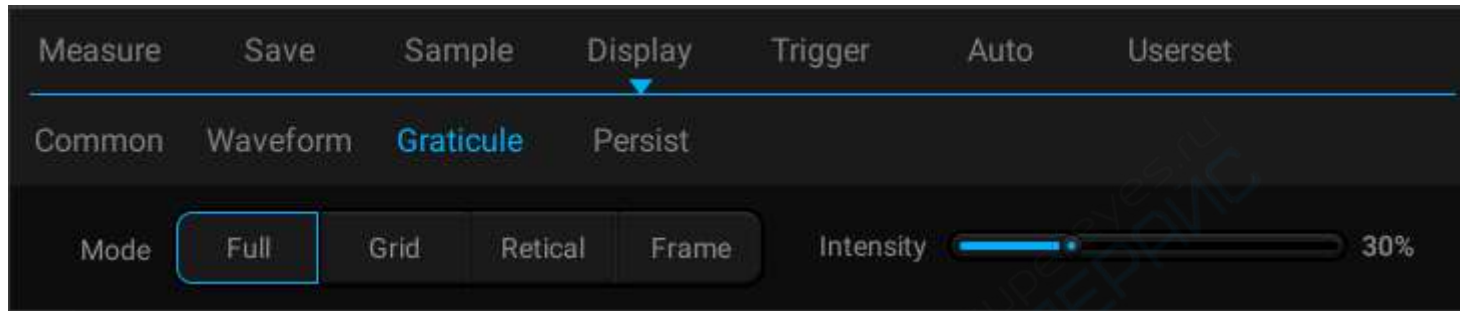 Measure Save Sample Display Trigger Auto Userset
Common Waveform Graticule Persist
Mode Full Grid Retical Frame Intensity 30%